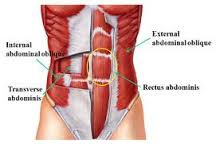 Internal
abdominal oblique
Transverse
abdominis
External
abdominal oblique
Rectus abdominis